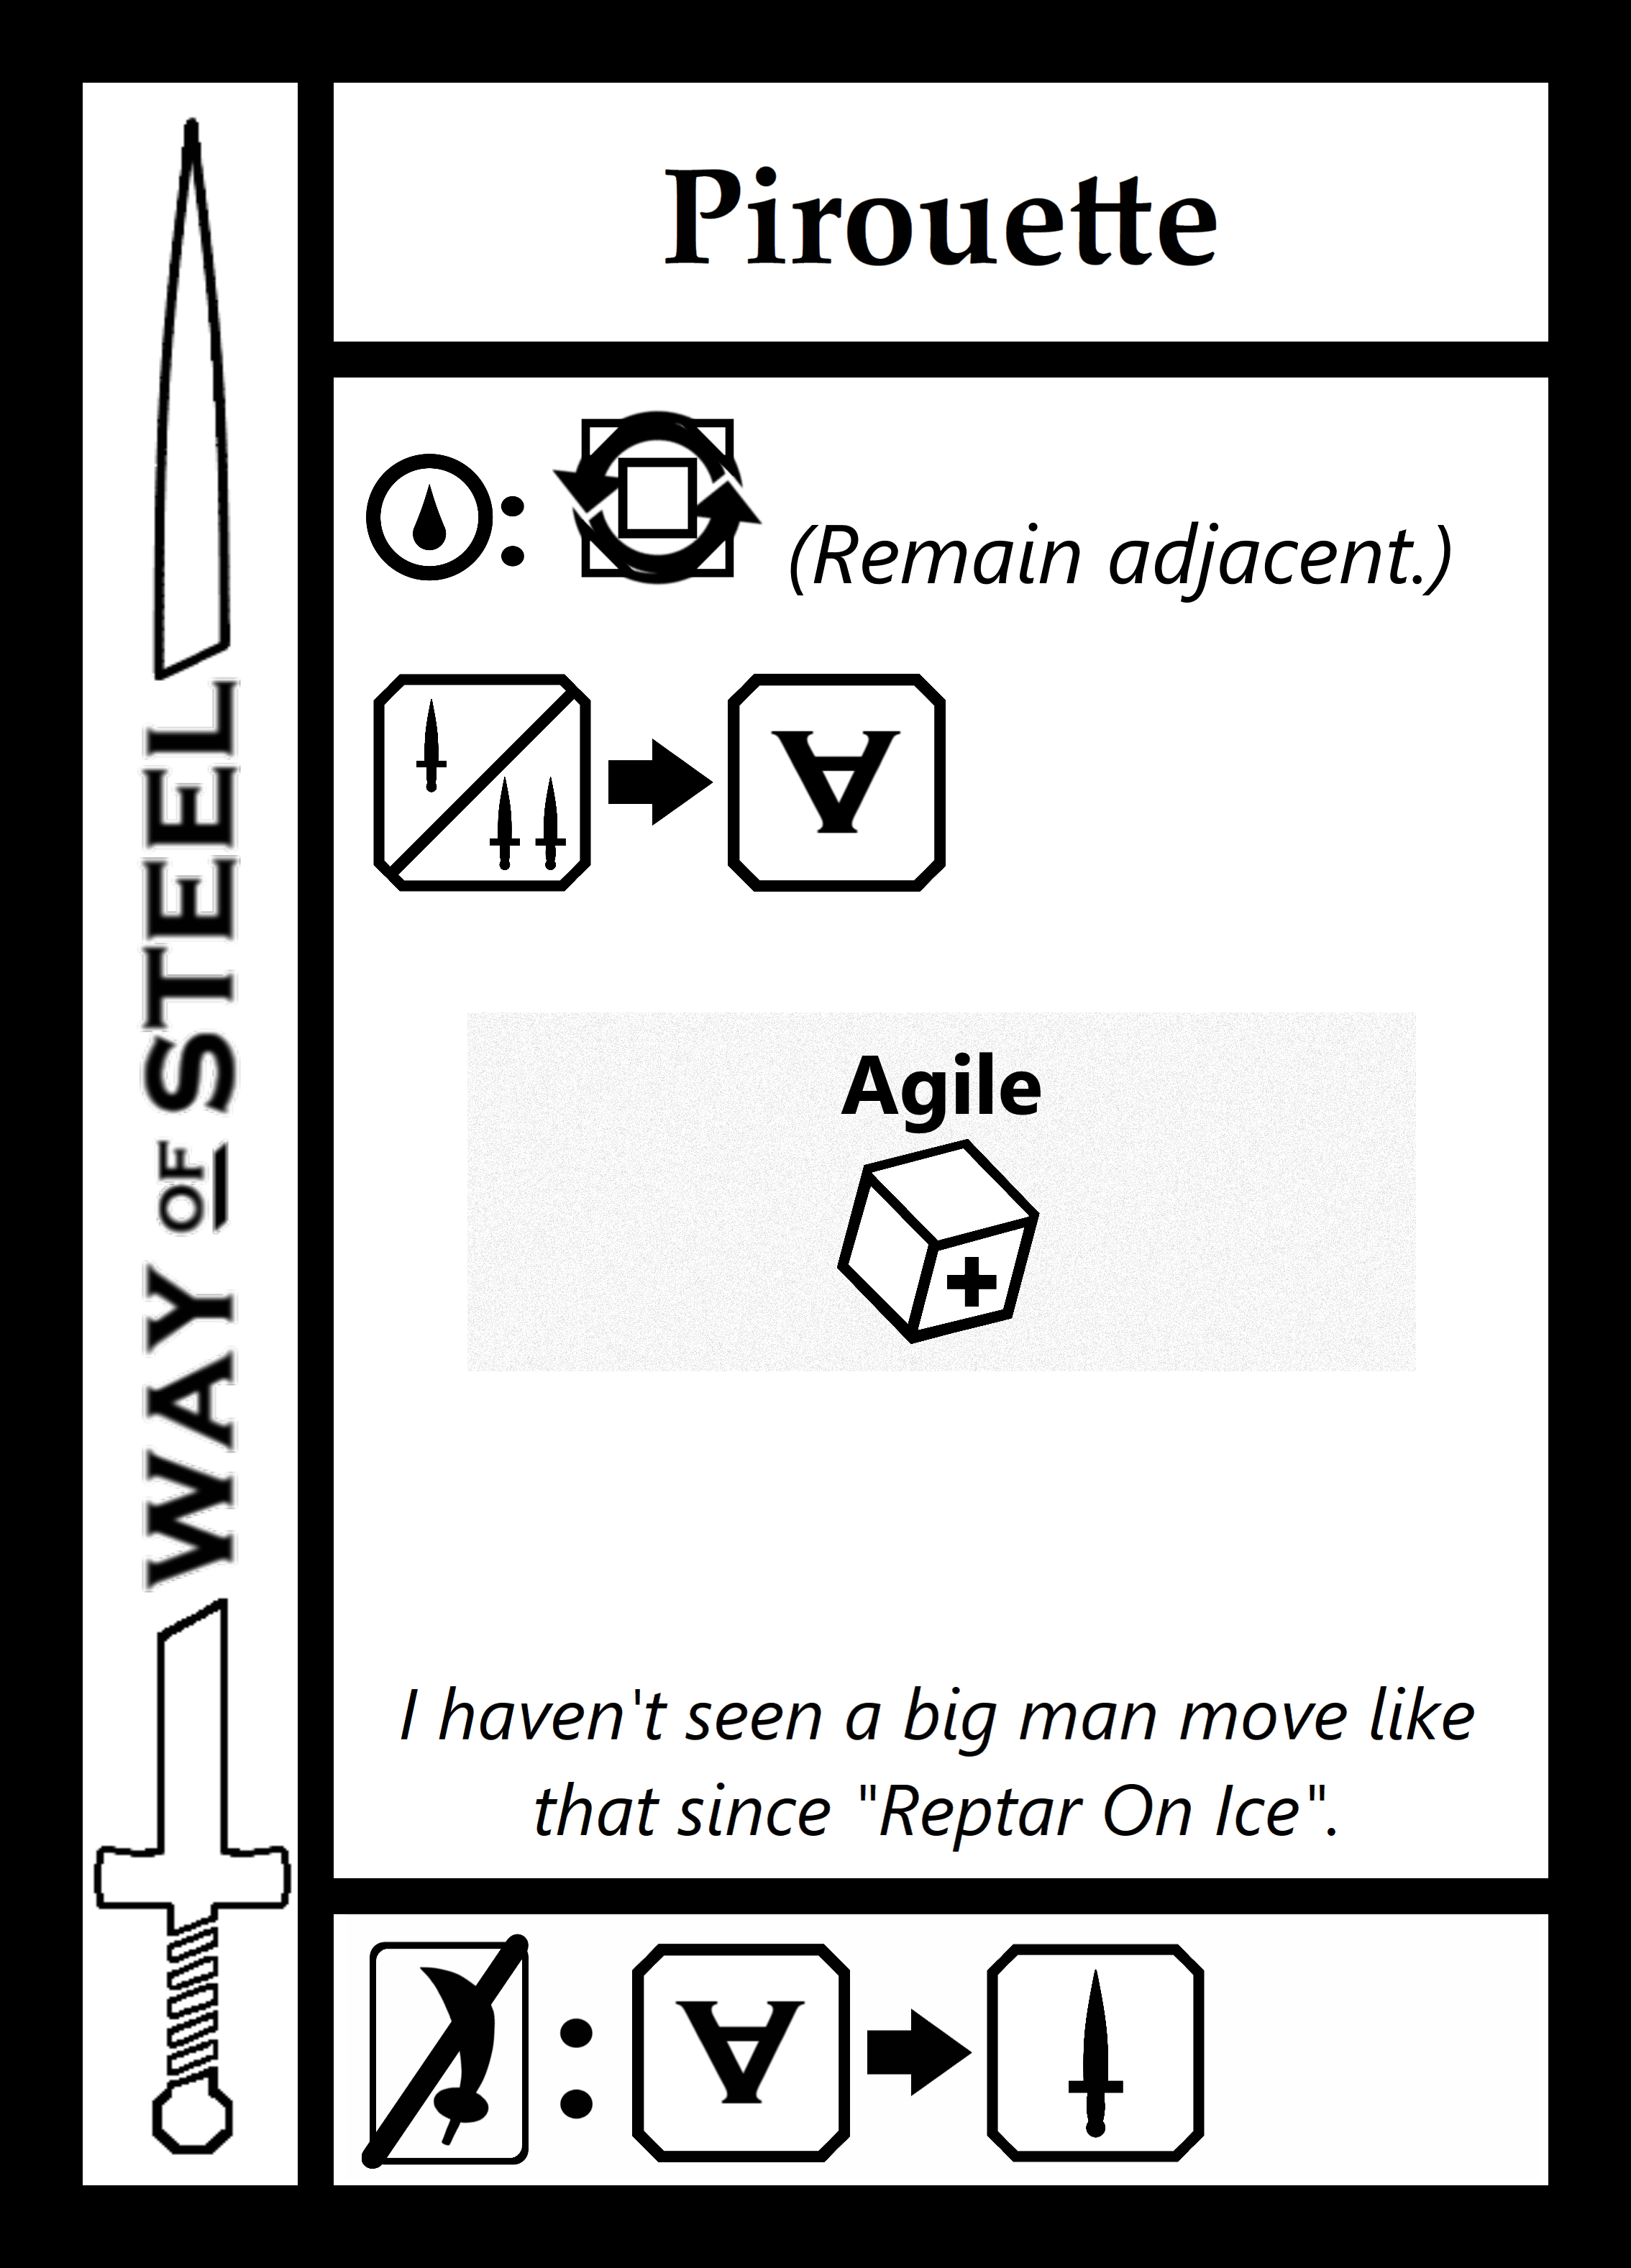 Pirouette
(Remain adjacent.)
∀
Agile
I haven't seen a big man move like
that since "Reptar On Ice".
∀
WAY OF STEEL